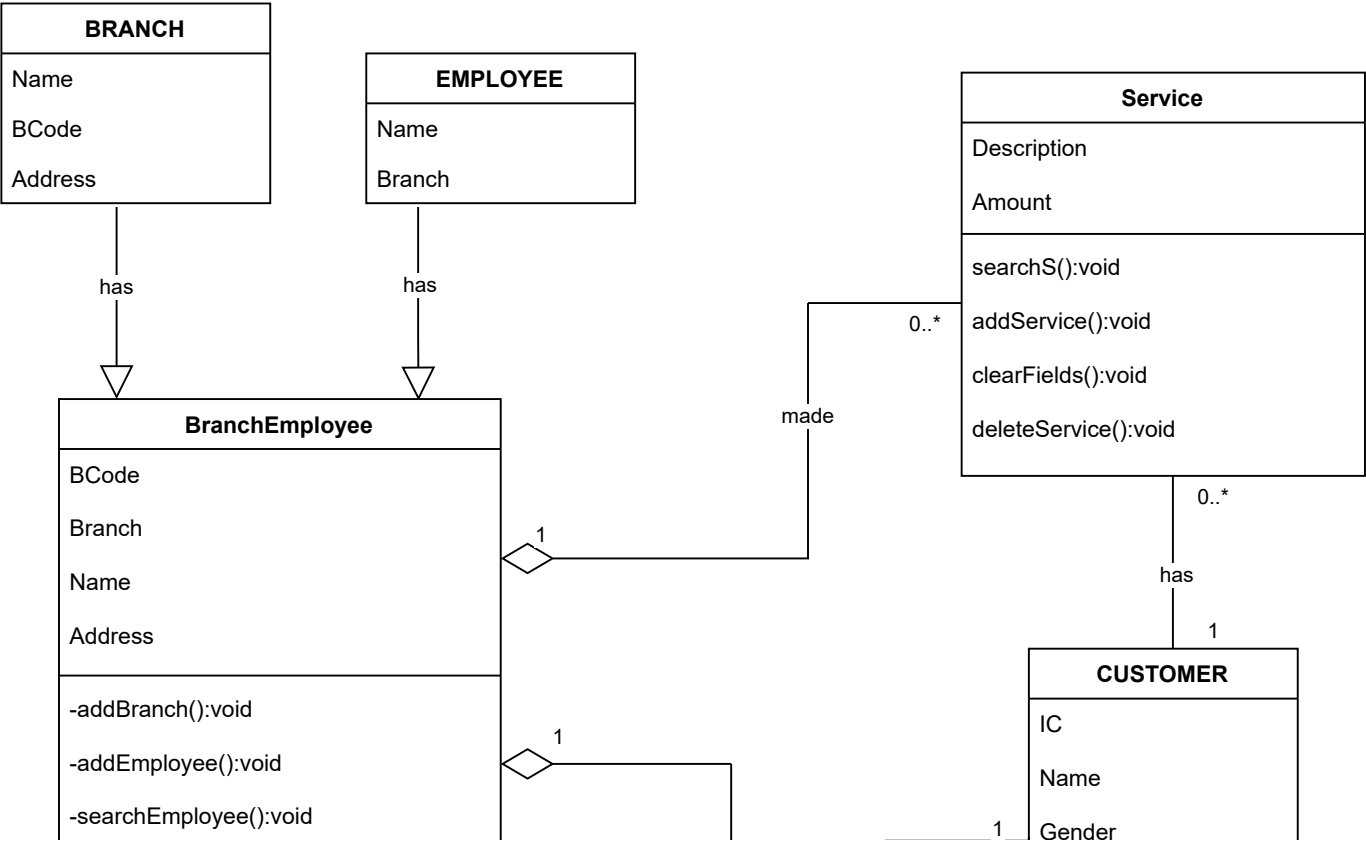 BRANCH
Name
BCode
Address
EMPLOYEE
Name
Branch
Service
Description
Amount
searchS():void
addService():void
clearFields():void
deleteService():void
has
has
0..*
made
BranchEmployee
BCode
Branch
Name
Address
-addBranch():void
-addEmployee():void
-searchEmployee():void
1
1
0..*
has
1
CUSTOMER
IC
Name
Gender
1